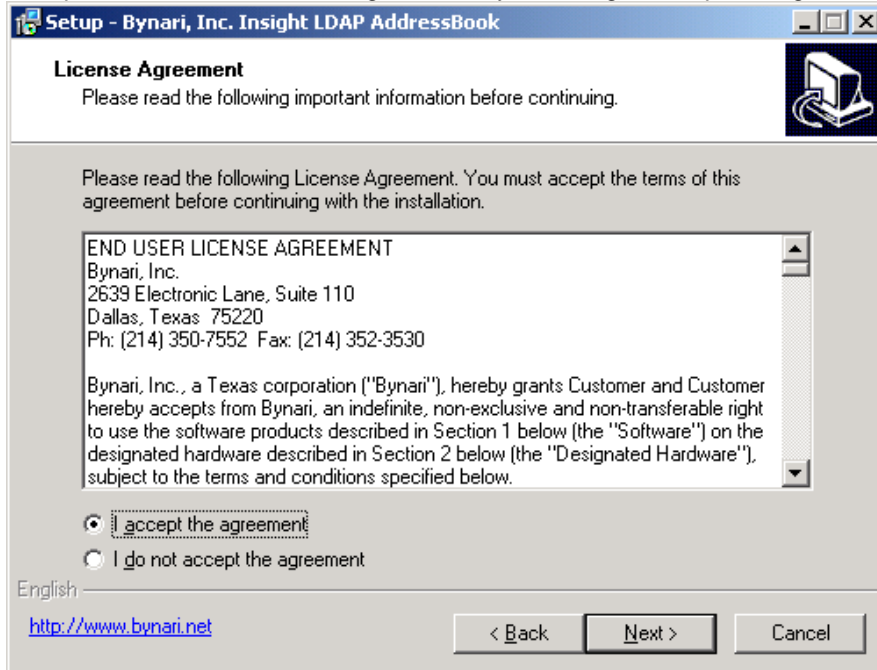 Setup - Bynari, Inc. Insight LDAP AddressBook
License Agreement
Please read the following important information before continuing.
Please read the following License Agreement. You must accept the terms of this
agreement before continuing with the installation.
END USER LICENSE AGREEMENT
Bynari, Inc.
2639 Electronic Lane, Suite 110
Dallas, Texas  75220
Ph: (214) 350-7552  Fax: (214) 352-3530
Bynari, Inc., a Texas corporation ("Bynari"), hereby grants Customer and Customer
hereby accepts from Bynari, an indefinite, non-exclusive and non-transferable right
to use the software products described in Section 1 below (the "Software") on the
designated hardware described in Section 2 below (the "Designated Hardware"),
subject to the terms and conditions specified below.
I accept the agreement
I do not accept the agreement
English
http://www.bynari.net
< Back
Next >
Cancel